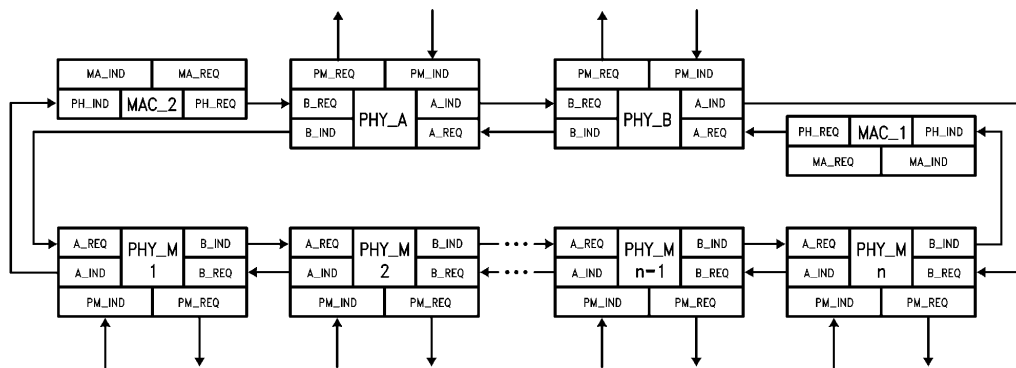 MA_IND MA_REQ
PH_IND MAC_2 PH_REQ
PM_REQ PM_IND
B_REQ PHY_A A_IND
B_IND A_REQ
PM_REQ PM_IND
B_REQ PHY_B A_IND
B_IND A_REQ
PH_REQ MAC_1 PH_IND
MA_REQ MA_IND
A_REQ PHY_M B_IND
A_IND 1 B_REQ
PM_IND PM_REQ
A_REQ PHY_M B_IND
A_IND 2 B_REQ
PM_IND PM_REQ
A_REQ PHY_M B_IND
A_IND n-1 B_REQ
PM_IND PM_REQ
A_REQ PHY_M B_IND
A_IND n B_REQ
PM_IND PM_REQ